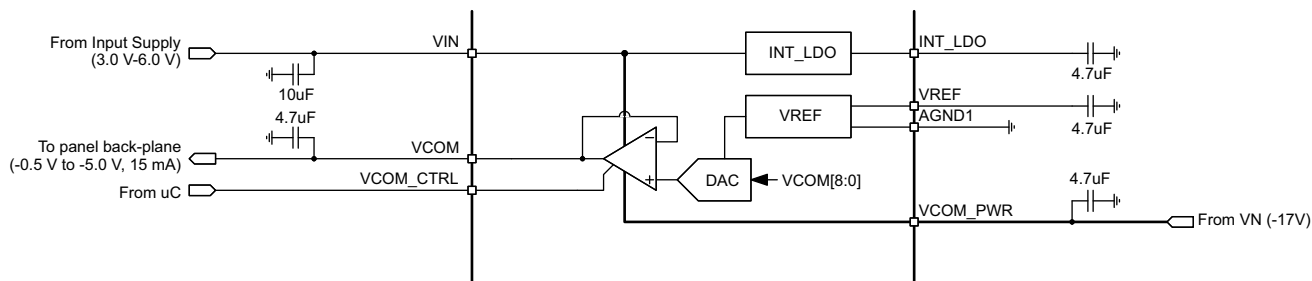 From Input Supply
(3.0 V-6.0 V)
VIN
INT_LDO
INT_LDO
10uF
4.7uF
4.7uF
VREF
VREF
AGND1
4.7uF
To panel back-plane
(-0.5 V to -5.0 V, 15 mA)
VCOM
−
+
DAC
VCOM[8:0]
From uC
VCOM_CTRL
4.7uF
VCOM_PWR
From VN (-17V)